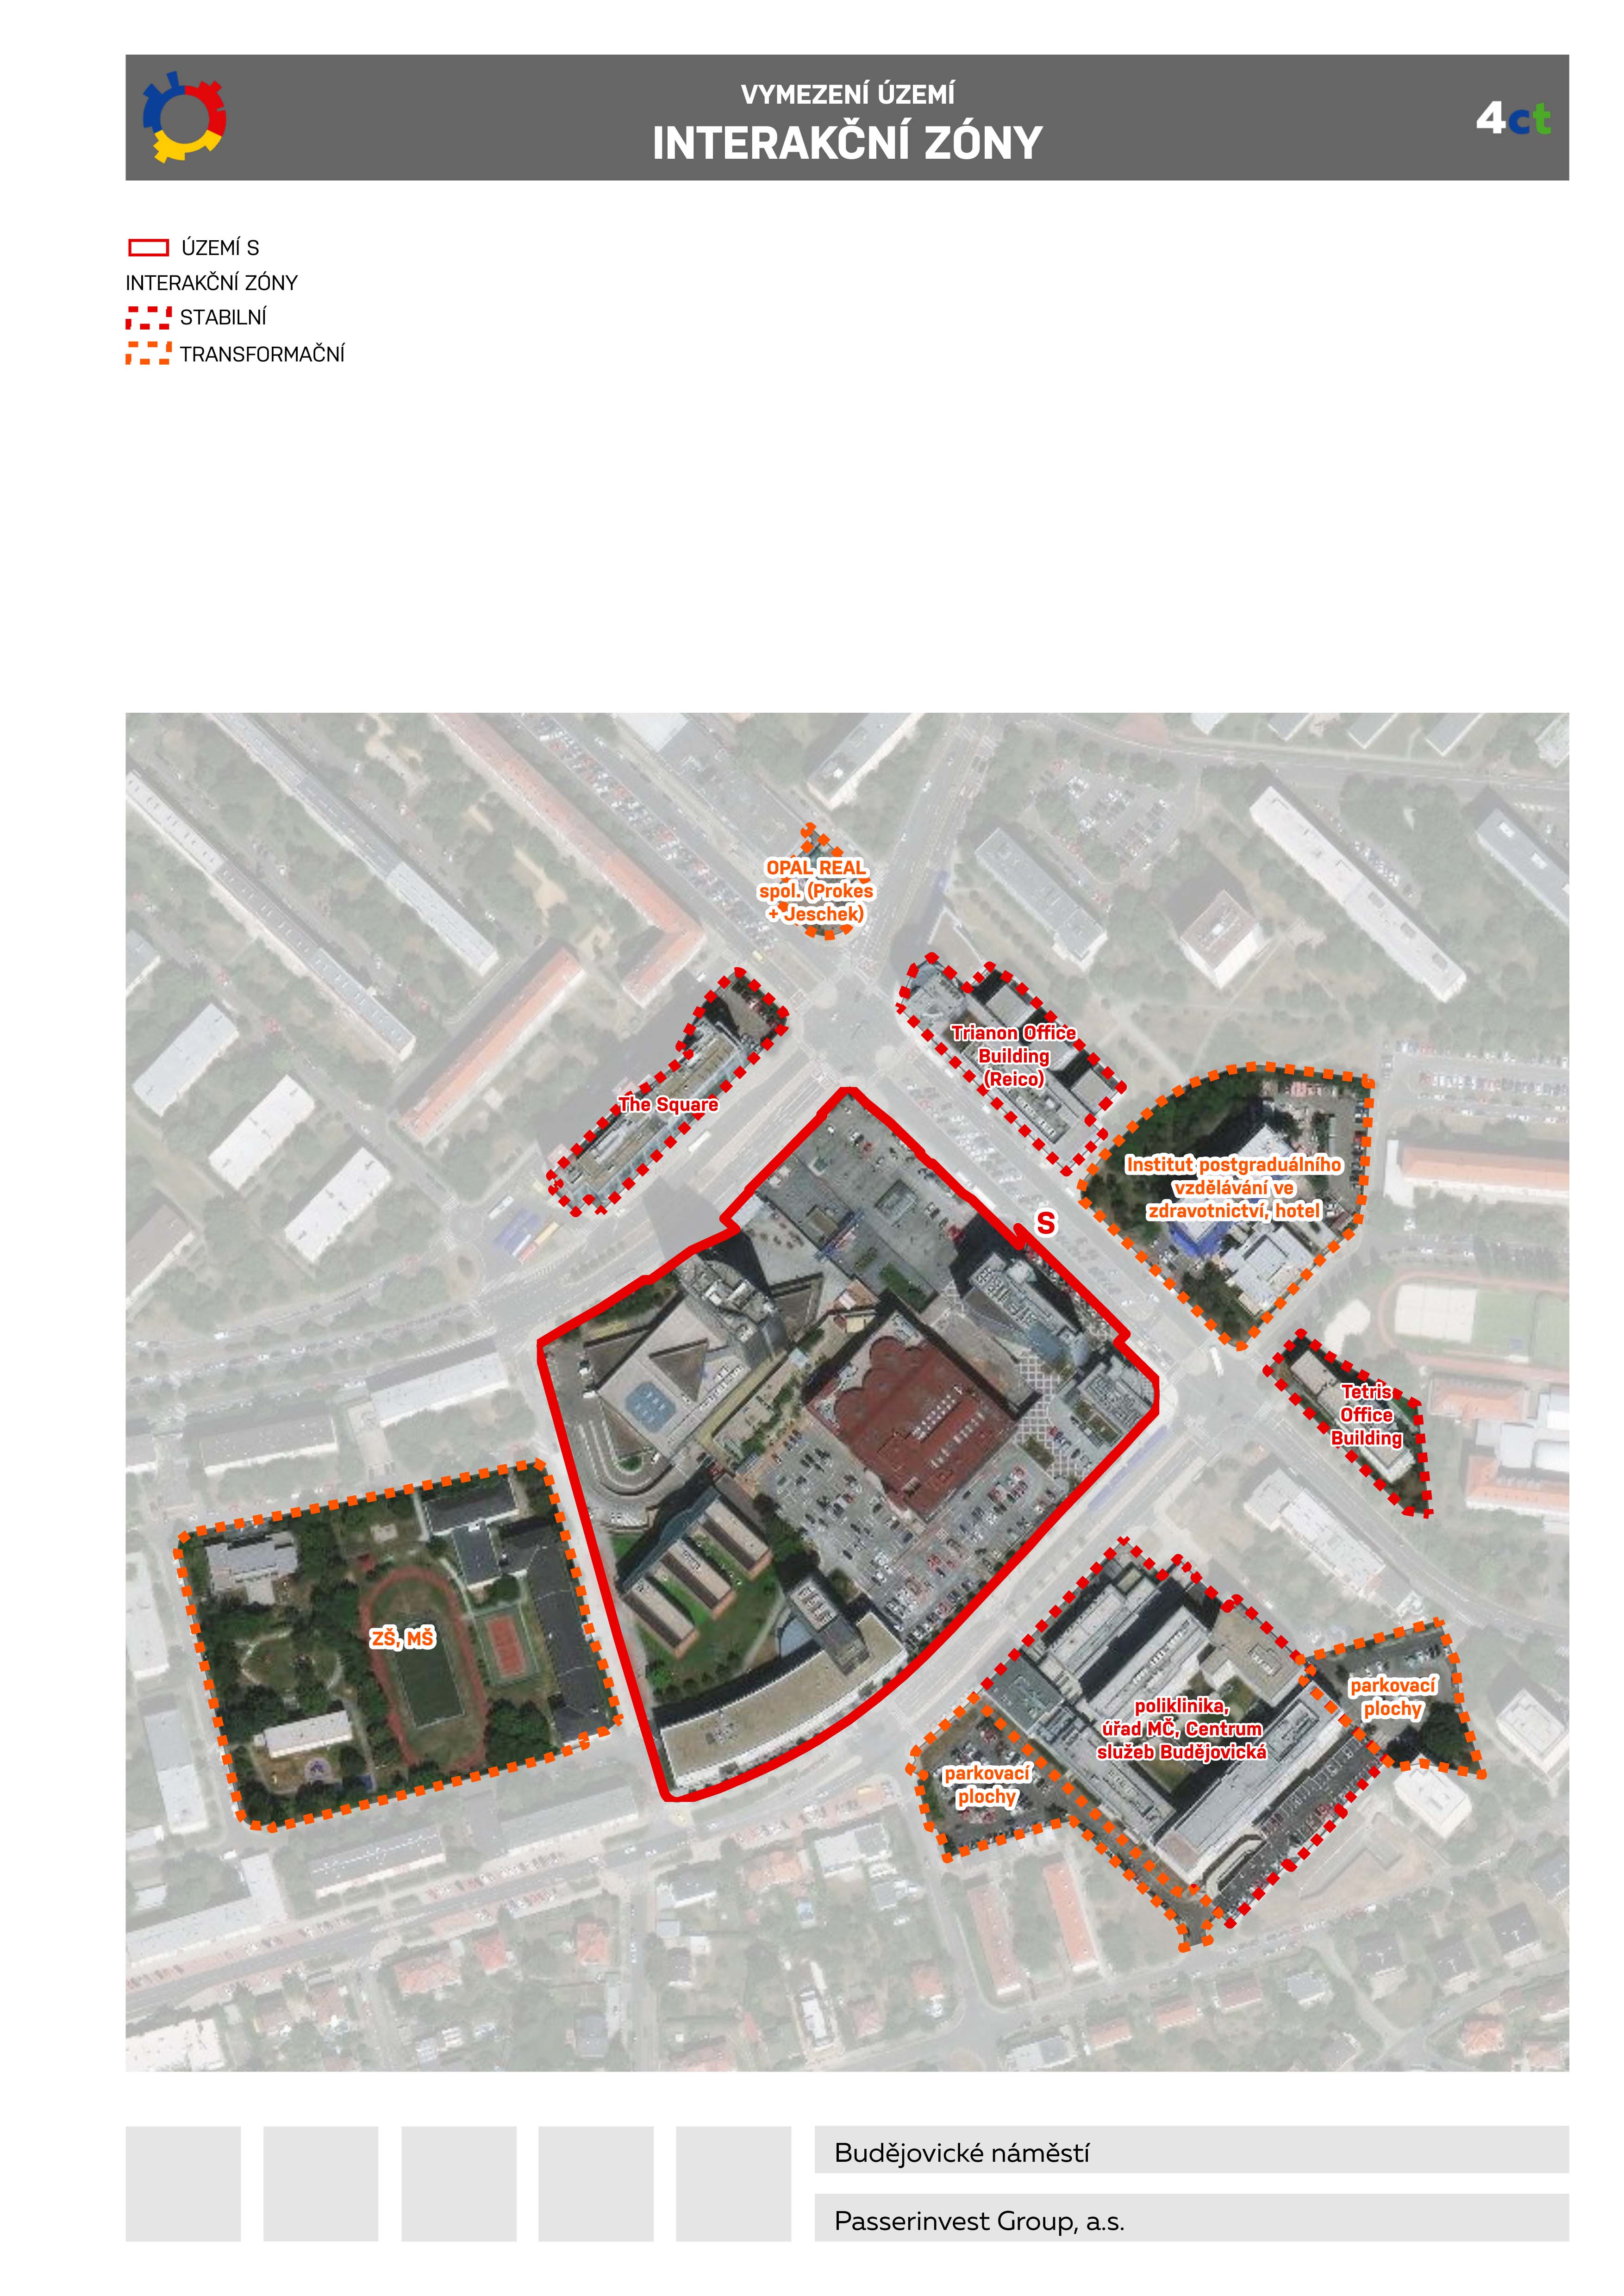 VYMEZENÍ ÚZEMÍ
INTERAKČNÍ ZÓNY
4ct
ÚZEMÍ S
INTERAKČNÍ ZÓNY
STABILNÍ
TRANSFORMAČNÍ
OPAL REAL
spol. (Prokes
+ Jeschek)
Trianon Office
Building
(Reico)
The Square
Institut postgraduálního
vzdělávání ve
zdravotnictví, hotel
S
Tetris
Office
Building
ZŠ, MŠ
parkovací
plochy
poliklinika,
úřad MČ, Centrum
služeb Budějovická
parkovací
plochy
Budějovické náměstí
Passerinvest Group, a.s.